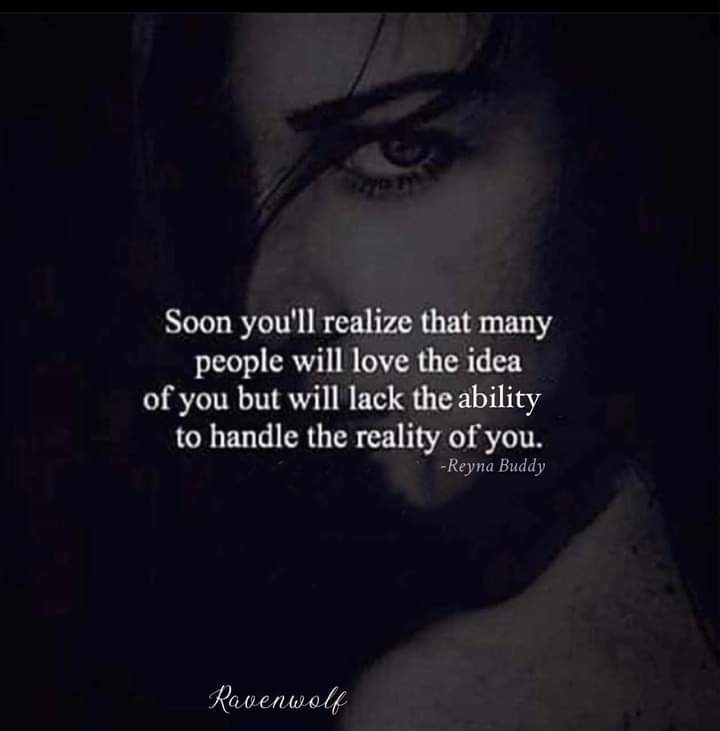 Soon you'll realize that many
people will love the idea
of you but will lack the ability
to handle the reality of you.
-Reyna Buddy
Ravenwolf